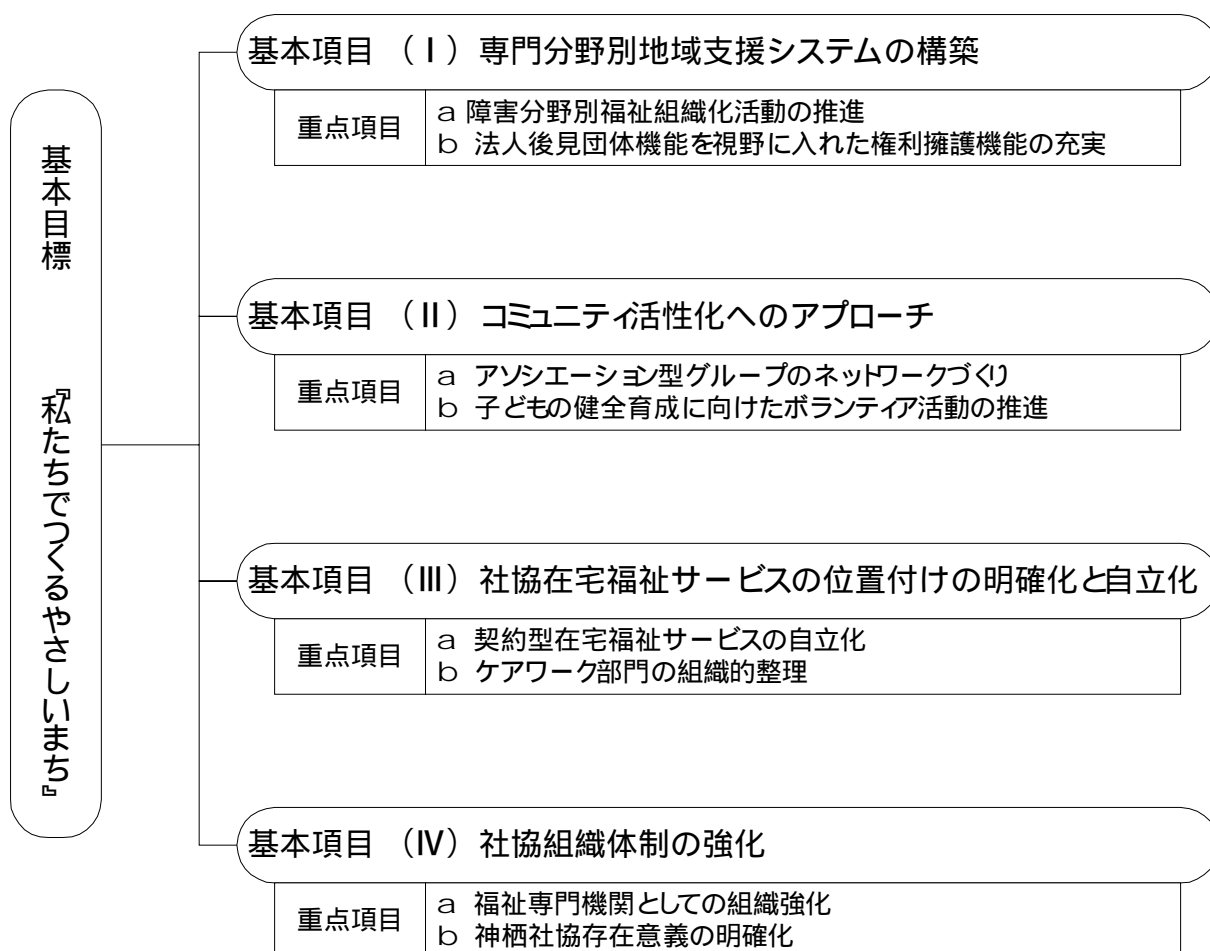 基本目標 『私たちでつくるやさしいまち』
基本項目 （Ⅰ） 専門分野別地域支援システムの構築
重点項目
a 障害分野別福祉組織化活動の推進
b 法人後見団体機能を視野に入れた権利擁護機能の充実
基本項目 （Ⅱ） コミュニティ活性化へのアプローチ
重点項目
a アソシエーション型グループのネットワークづくり
b 子どもの健全育成に向けたボランティア活動の推進
基本項目 （Ⅲ） 社協在宅福祉サービスの位置付けの明確化と自立化
重点項目
a 契約型在宅福祉サービスの自立化
b ケアワーク部門の組織的整理
基本項目 （Ⅳ） 社協組織体制の強化
重点項目
a 福祉専門機関としての組織強化
b 神栖社協存在意義の明確化